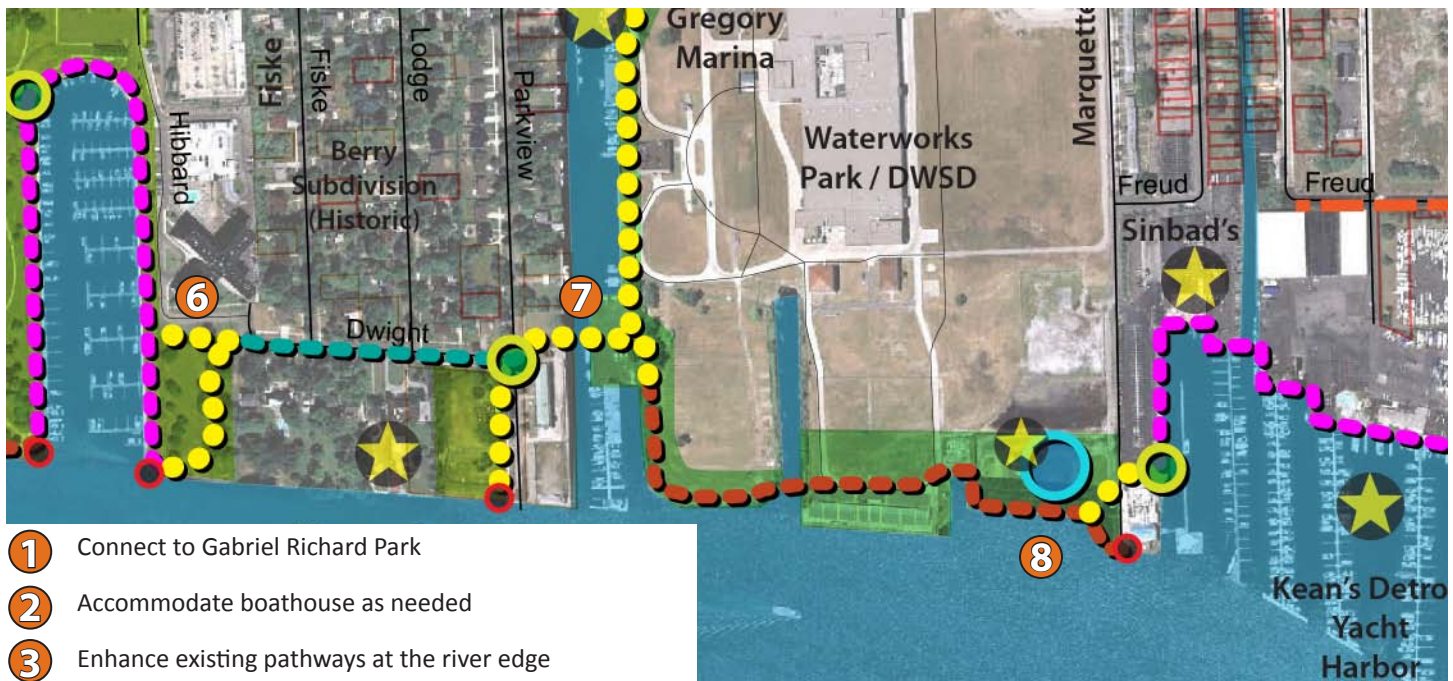 Gregory
Marina
Fiske
Fiske
Lodge
Parkview
Hibbard
Marquette
Berry
Subdivision
(Historic)
Waterworks
Park / DWSD
Freud
Freud
Sinbad's
6
7
Dwight
8
Kean's Detro
Yacht
Harbor
1 Connect to Gabriel Richard Park
2 Accommodate boathouse as needed
3 Enhance existing pathways at the river edge